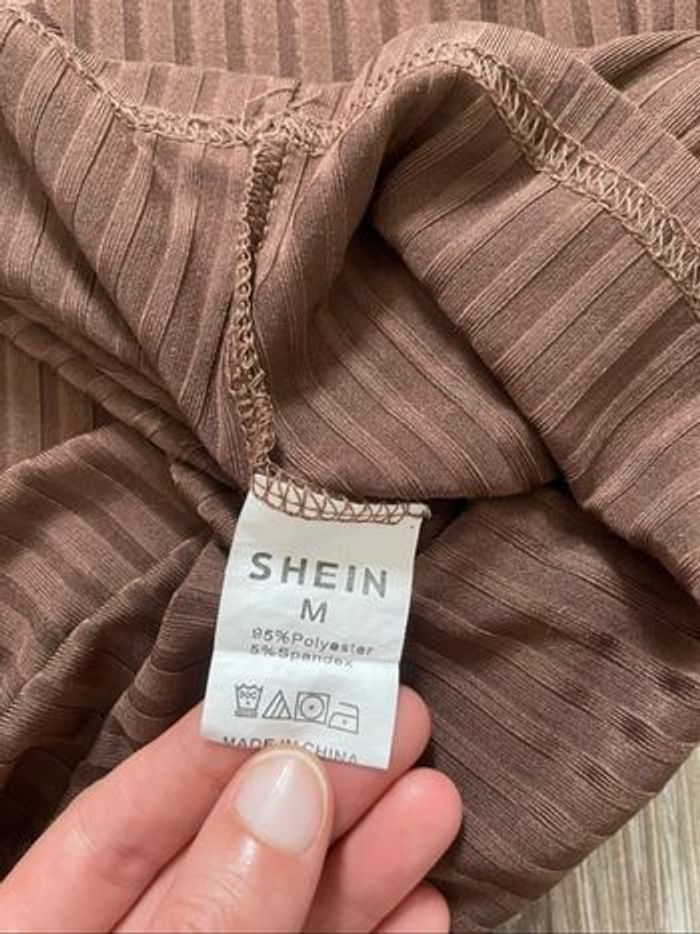 SHEIN
M
95%Polyester
5%Spandex
MADE IN CHINA